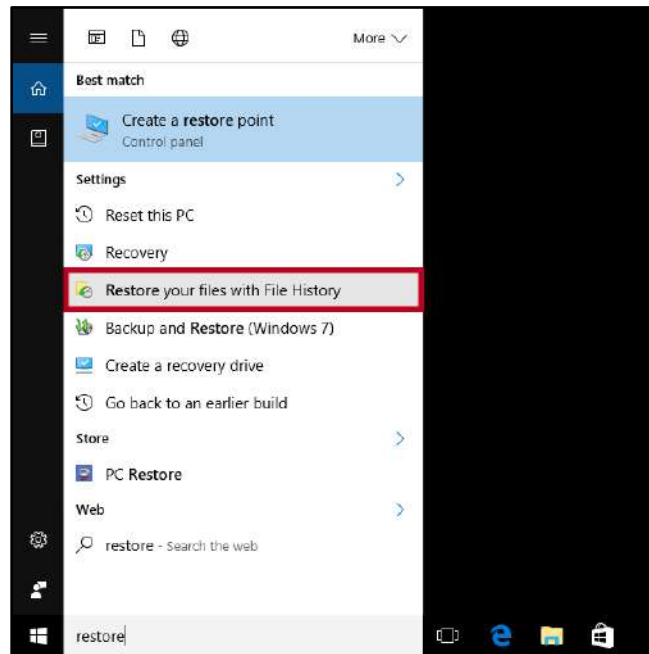 More
Best match
Create a restore point
Control panel
Settings
Reset this PC
Recovery
Restore your files with File History
Backup and Restore (Windows 7)
Create a recovery drive
Go back to an earlier build
Store
PC Restore
Web
restore - Search the web
restore